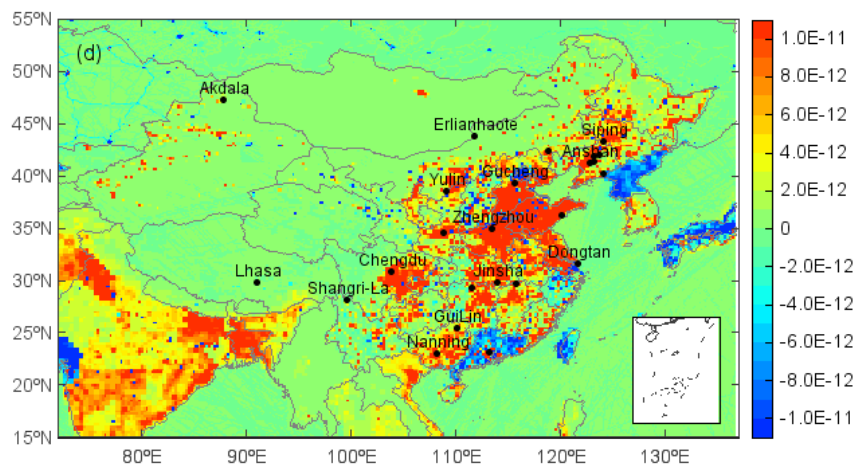 55ºN
50ºN
45ºN
40ºN
35ºN
30ºN
25ºN
20ºN
15ºN
(d)
Akdala
Erlianhaote
Siping
Anshan
Yulin
Gucheng
Zhengzhou
Chengdu
Dongtan
Lhasa
Jinsha
Shangri-La
GuiLin
Nanning
80ºE
90ºE
100ºE
110ºE
120ºE
130ºE
1.0E-11
8.0E-12
6.0E-12
4.0E-12
2.0E-12
0
-2.0E-12
-4.0E-12
-6.0E-12
-8.0E-12
-1.0E-11